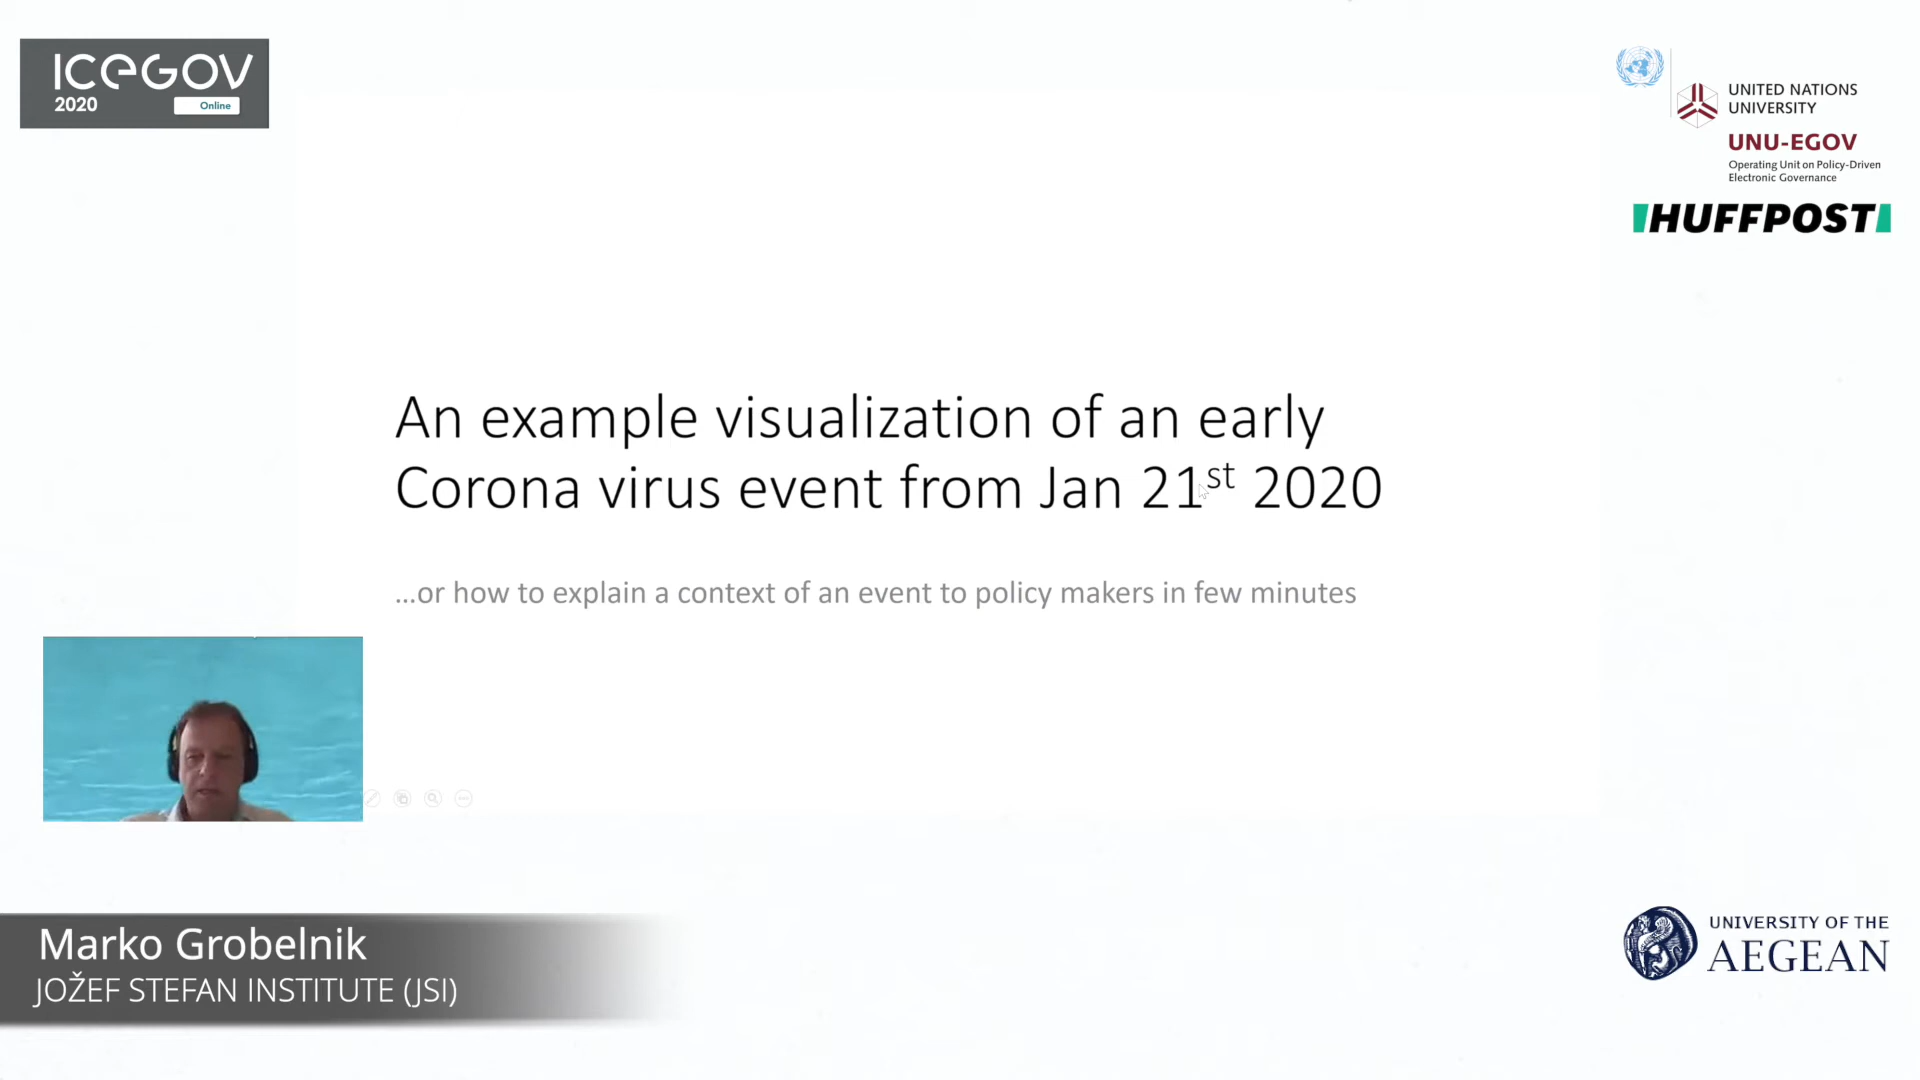 ICEGOV
2020
Online
UNITED NATIONS
UNIVERSITY
UNU-EGOV
Operating Unit on Policy-Driven
Electronic Governance
HUFFPOST
An example visualization of an early
Corona virus event from Jan 21st 2020
...or how to explain a context of an event to policy makers in few minutes
Marko Grobelnik
JOŽEF STEFAN INSTITUTE (JSI)
UNIVERSITY OF THE
AEGEAN